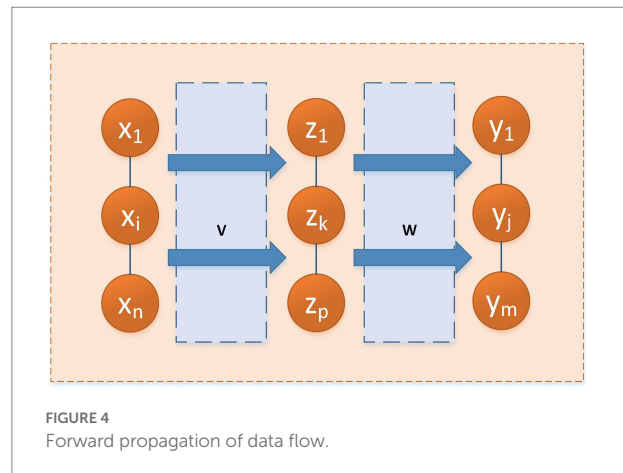 x1 z1 y1
xi zk yj
v w
xn zp ym
FIGURE 4
Forward propagation of data flow.